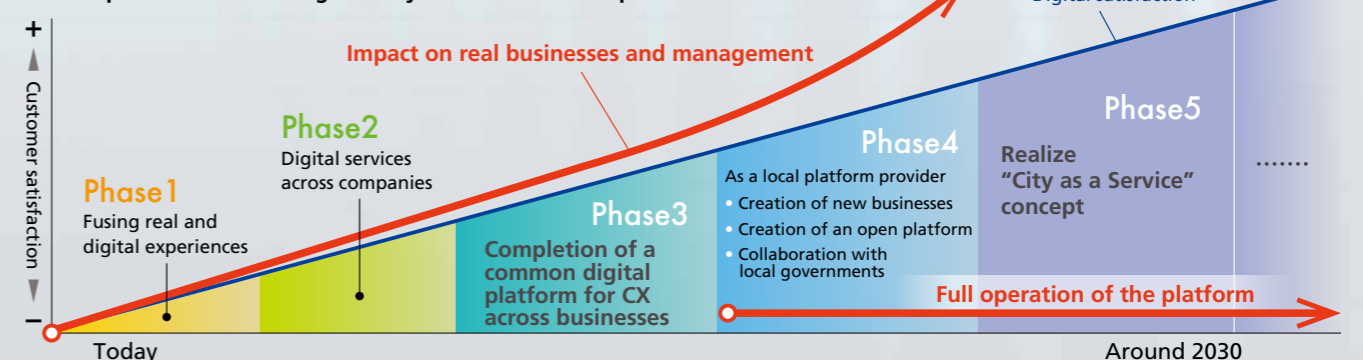 +
Customer satisfaction
−
Impact on real businesses and management
Phase1
Fusing real and
digital experiences
Phase2
Digital services
across companies
Phase3
Completion of a
common digital
platform for CX
across businesses
Phase4
As a local platform provider
• Creation of new businesses
• Creation of an open platform
• Collaboration with
local governments
Phase5
Realize
“City as a Service”
concept
·······
Full operation of the platform
Today
Around 2030